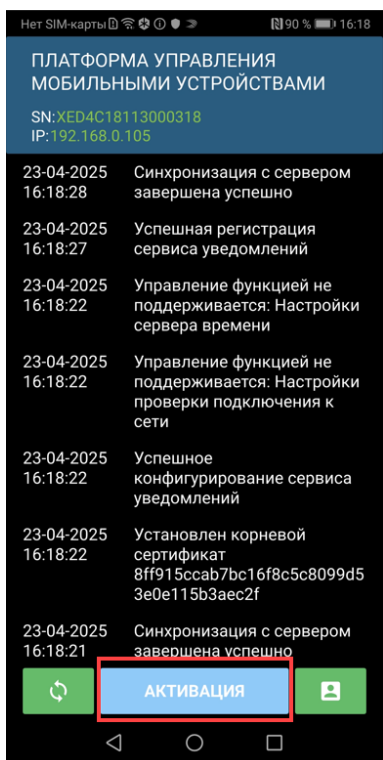 Нет SIM-карты 90 % 16:18
ПЛАТФОРМА УПРАВЛЕНИЯ
МОБИЛЬНЫМИ УСТРОЙСТВАМИ
SN:XED4C18113000318
IP:192.168.0.105
23-04-2025 Синхронизация с сервером
16:18:28 завершена успешно
23-04-2025 Успешная регистрация
16:18:27 сервиса уведомлений
23-04-2025 Управление функцией не
16:18:22 поддерживается: Настройки
сервера времени
23-04-2025 Управление функцией не
16:18:22 поддерживается: Настройки
проверки подключения к
сети
23-04-2025 Успешное
16:18:22 конфигурирование сервиса
уведомлений
23-04-2025 Установлен корневой
16:18:22 сертификат
8ff915ccab7bc16f8c5c8099d5
3e0e115b3aec2f
23-04-2025 Синхронизация с сервером
16:18:21 завершена успешно
АКТИВАЦИЯ